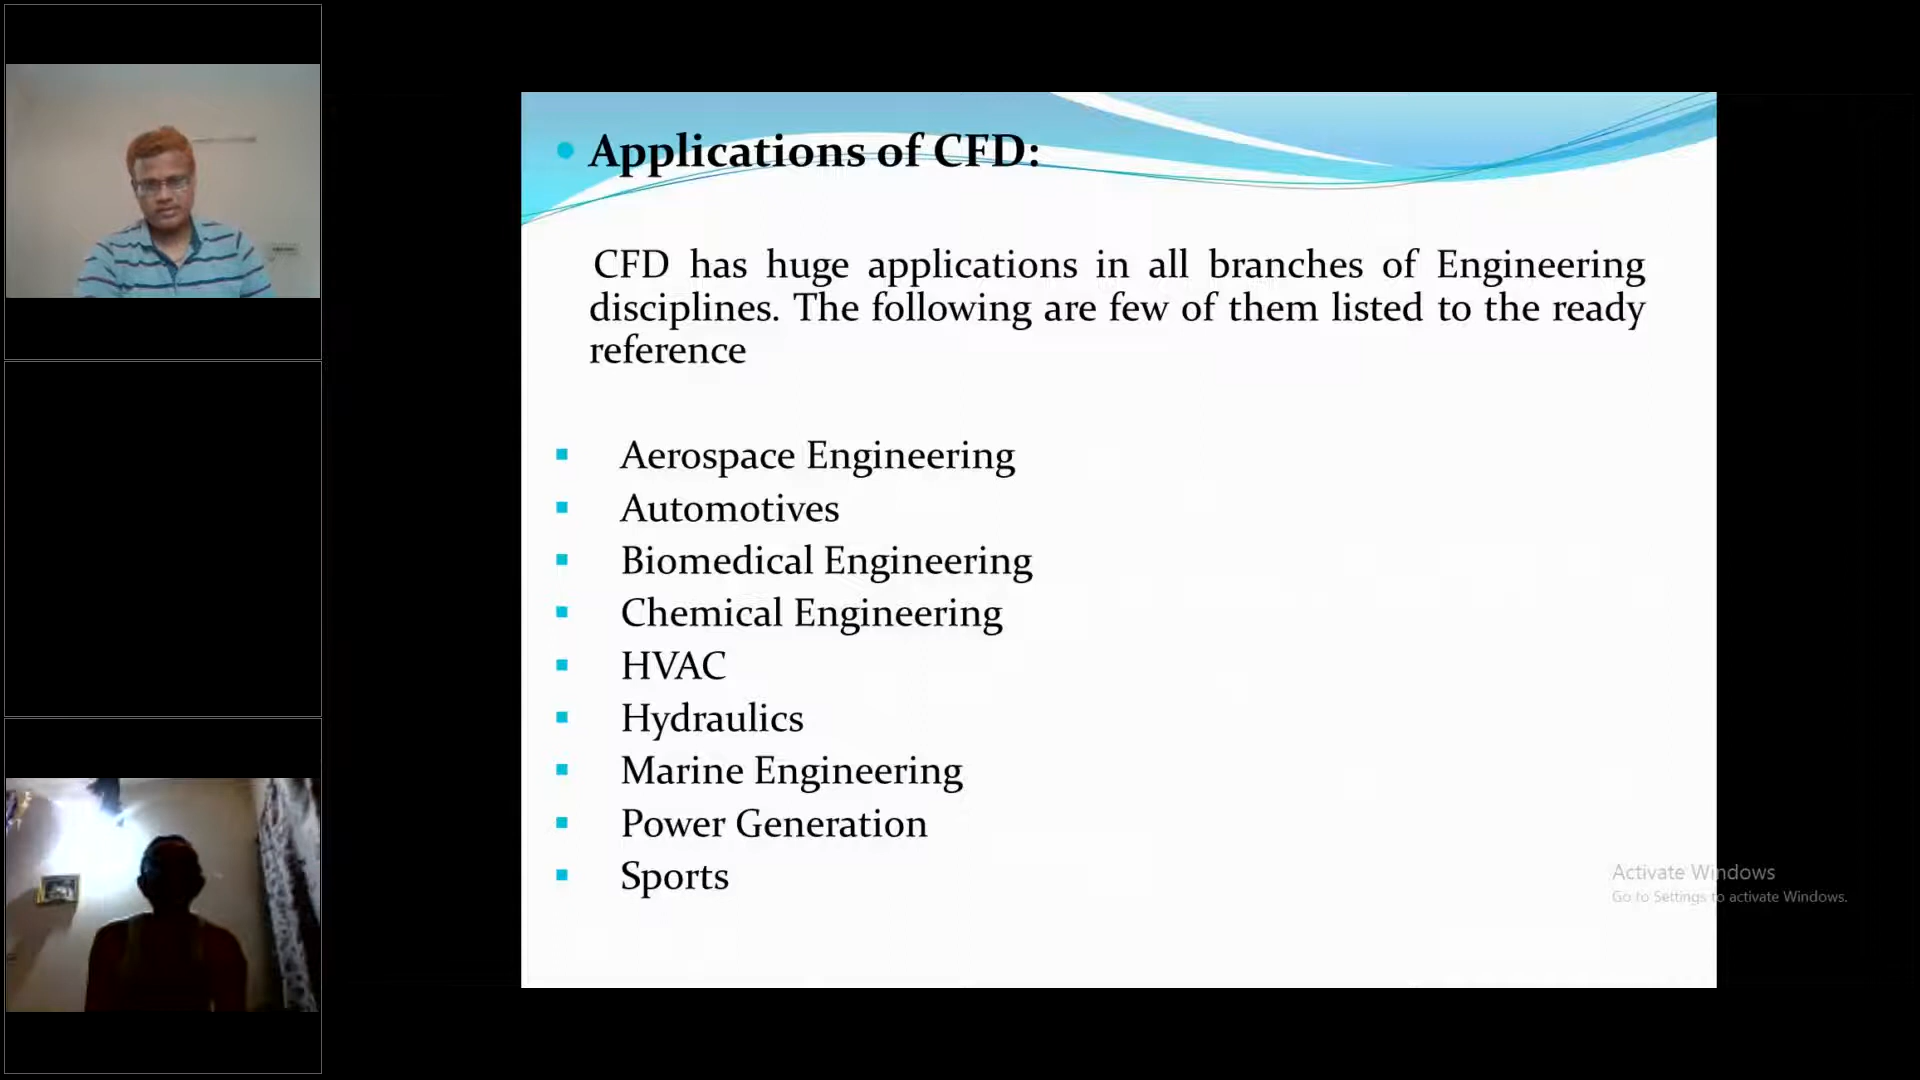 Applications of CFD:
CFD has huge applications in all branches of Engineering
disciplines. The following are few of them listed to the ready
reference
Aerospace Engineering
Automotives
Biomedical Engineering
Chemical Engineering
HVAC
Hydraulics
Marine Engineering
Power Generation
Sports
Activate Windows
Go to Settings to activate Windows.